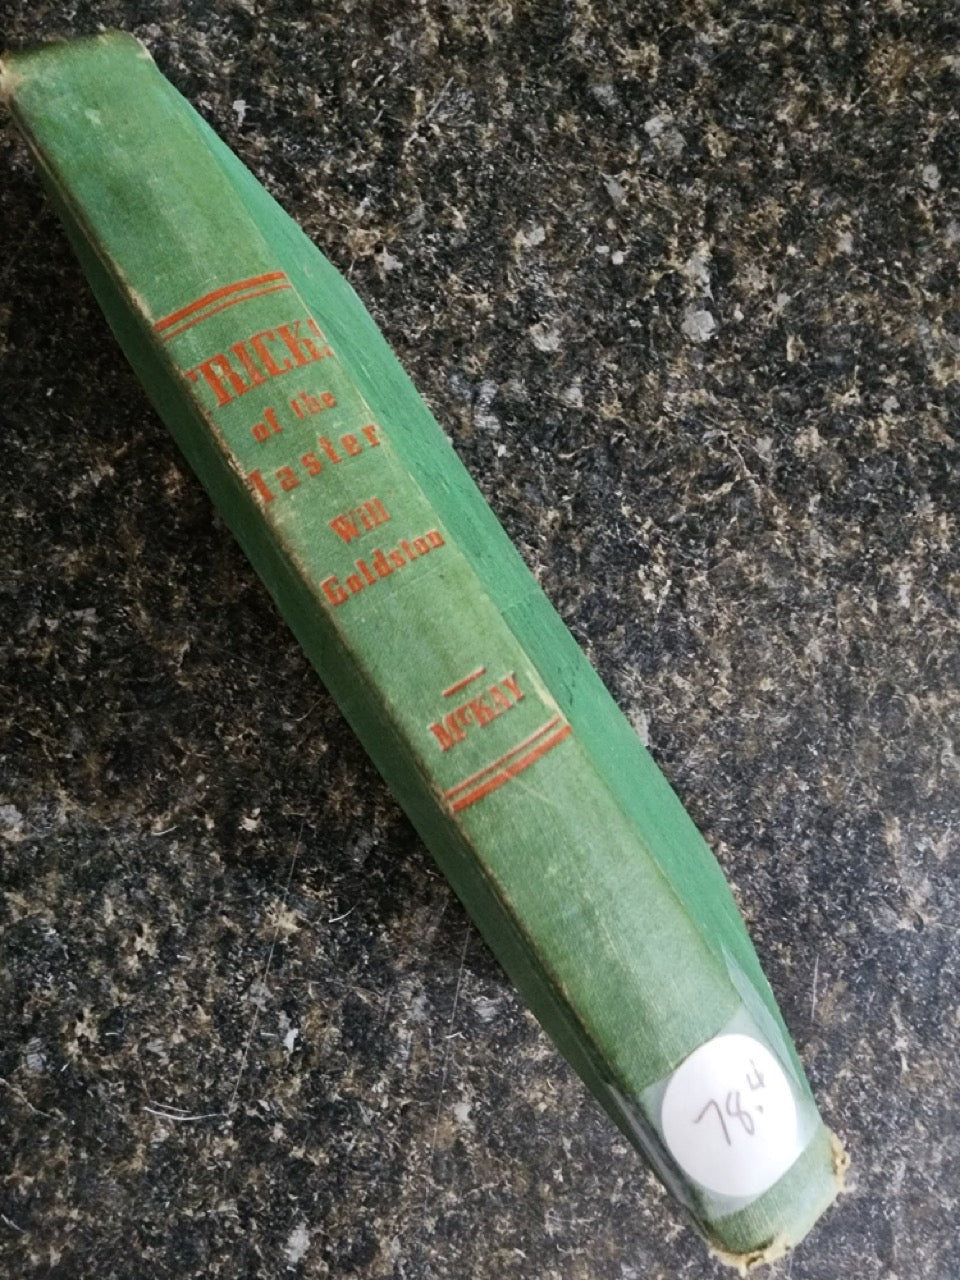 TRICKS
of the
Master
Will
Goldston
McKAY
78.4